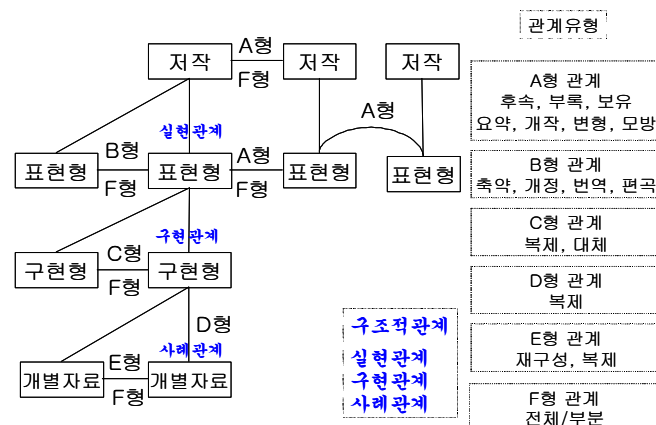 관계유형
저작
A형
F형
저작
저작
A형 관계
후속, 부록, 보유
요약, 개작, 변형, 모방
A형
실현관계
표현형
B형
F형
표현형
A형
F형
표현형
표현형
B형 관계
축약, 개정, 번역, 편곡
구현관계
C형 관계
복제, 대체
구현형
C형
F형
구현형
D형 관계
복제
D형
구조적관계
실현관계
구현관계
사례관계
사례관계
E형 관계
재구성, 복제
개별자료
E형
F형
개별자료
F형 관계
전체/부분